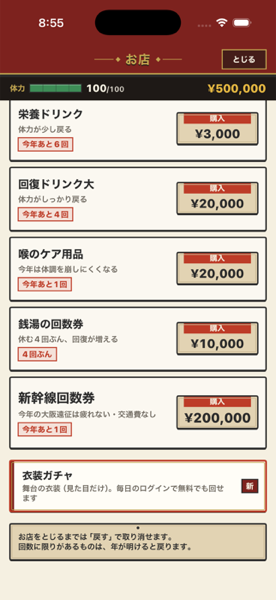 8:55
お店
とじる
体力 100/100 ¥500,000
栄養ドリンク
体力が少し戻る
今年あと6回
購入
¥3,000
回復ドリンク大
体力がしっかり戻る
今年あと4回
購入
¥20,000
喉のケア用品
今年は体調を崩しにくくなる
今年あと1回
購入
¥20,000
銭湯の回数券
休む4回ぶん、回復が増える
4回ぶん
購入
¥10,000
新幹線回数券
今年の大阪遠征は疲れない・交通費なし
今年あと1回
購入
¥200,000
衣装ガチャ
舞台の衣装（見た目だけ）。毎日のログインで無料でも回せ
ます
新
お店をとじるまでは「戻す」で取り消せます。
回数に限りがあるものは、年が明けると戻ります。